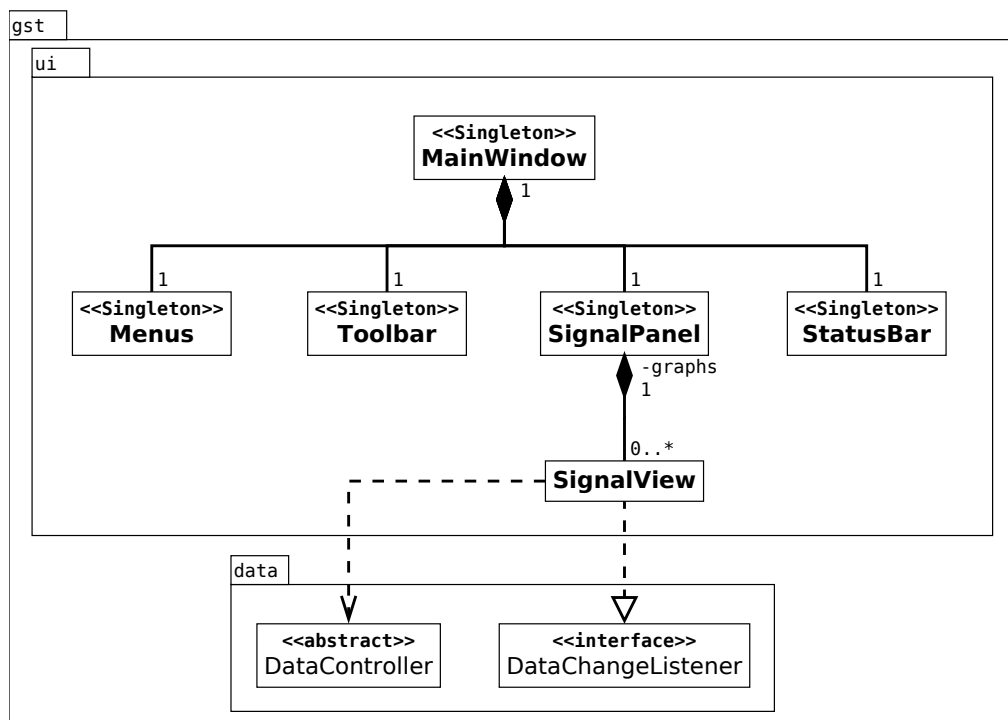 gst
ui
<<Singleton>>
MainWindow
1
1
1
1
1
<<Singleton>>
Menus
<<Singleton>>
Toolbar
<<Singleton>>
SignalPanel
<<Singleton>>
StatusBar
-graphs
1
0..*
SignalView
data
<<abstract>>
DataController
<<interface>>
DataChangeListener